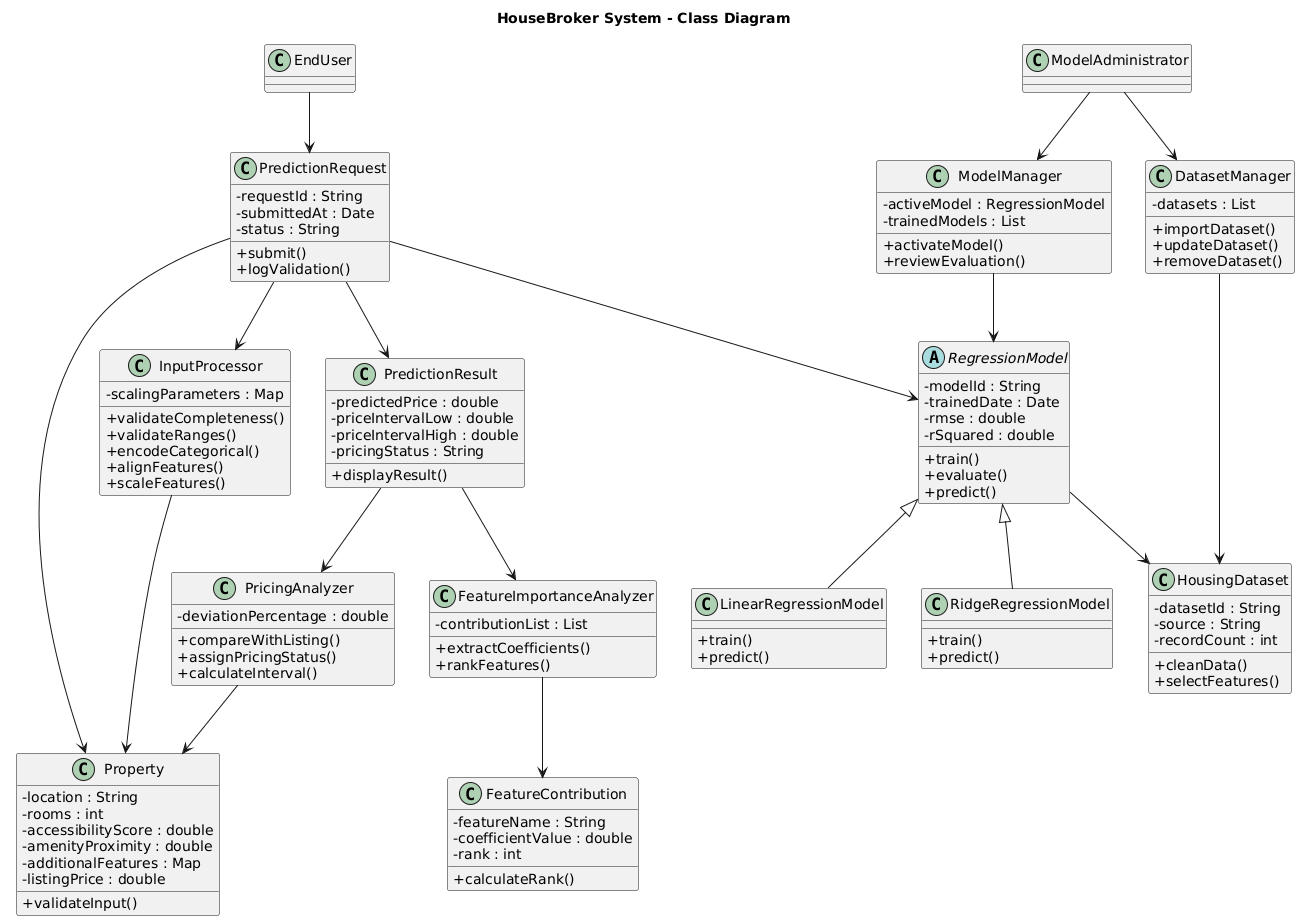 HouseBroker System - Class Diagram
C EndUser
C ModelAdministrator
C PredictionRequest
-requestId : String
-submittedAt : Date
-status : String
+submit()
+logValidation()
C ModelManager
-activeModel : RegressionModel
-trainedModels : List
+activateModel()
+reviewEvaluation()
C DatasetManager
-datasets : List
+importDataset()
+updateDataset()
+removeDataset()
C InputProcessor
-scalingParameters : Map
+validateCompleteness()
+validateRanges()
+encodeCategorical()
+alignFeatures()
+scaleFeatures()
C PredictionResult
-predictedPrice : double
-priceIntervalLow : double
-priceIntervalHigh : double
-pricingStatus : String
+displayResult()
A RegressionModel
-modelId : String
-trainedDate : Date
-rmse : double
-rSquared : double
+train()
+evaluate()
+predict()
C PricingAnalyzer
-deviationPercentage : double
+compareWithListing()
+assignPricingStatus()
+calculateInterval()
C FeatureImportanceAnalyzer
-contributionList : List
+extractCoefficients()
+rankFeatures()
C LinearRegressionModel
+train()
+predict()
C RidgeRegressionModel
+train()
+predict()
C HousingDataset
-datasetId : String
-source : String
-recordCount : int
+cleanData()
+selectFeatures()
C Property
-location : String
-rooms : int
-accessibilityScore : double
-amenityProximity : double
-additionalFeatures : Map
-listingPrice : double
+validateInput()
C FeatureContribution
-featureName : String
-coefficientValue : double
-rank : int
+calculateRank()